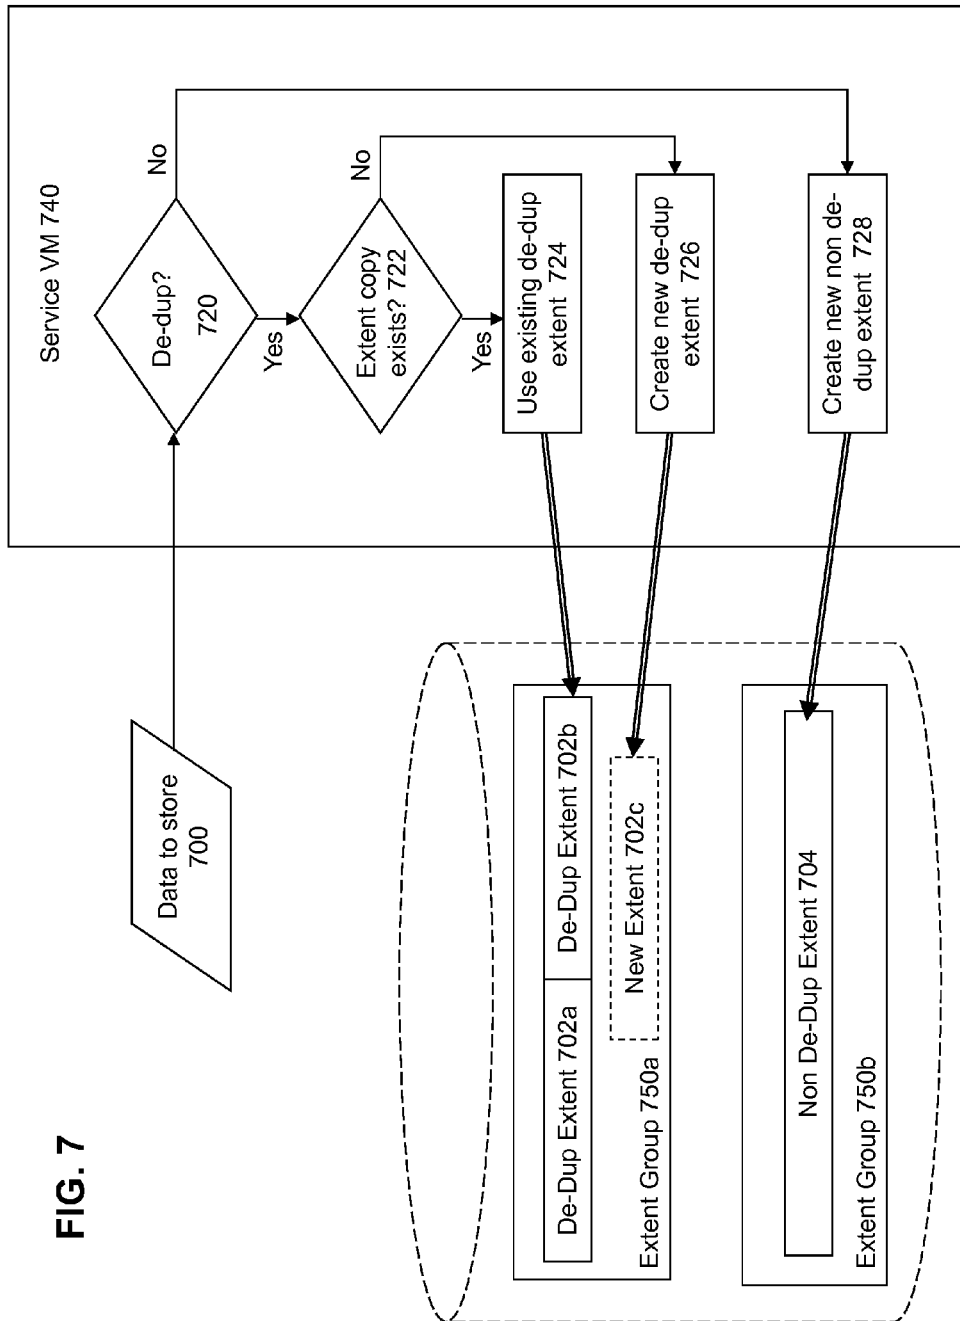 FIG. 7
Data to store
700
Service VM 740
De-dup?
720
No
Yes
Extent copy
exists? 722
No
Yes
Use existing de-dup
extent 724
Create new de-dup
extent 726
Create new non de-
dup extent 728
De-Dup Extent 702a
De-Dup Extent 702b
New Extent 702c
Extent Group 750a
Non De-Dup Extent 704
Extent Group 750b